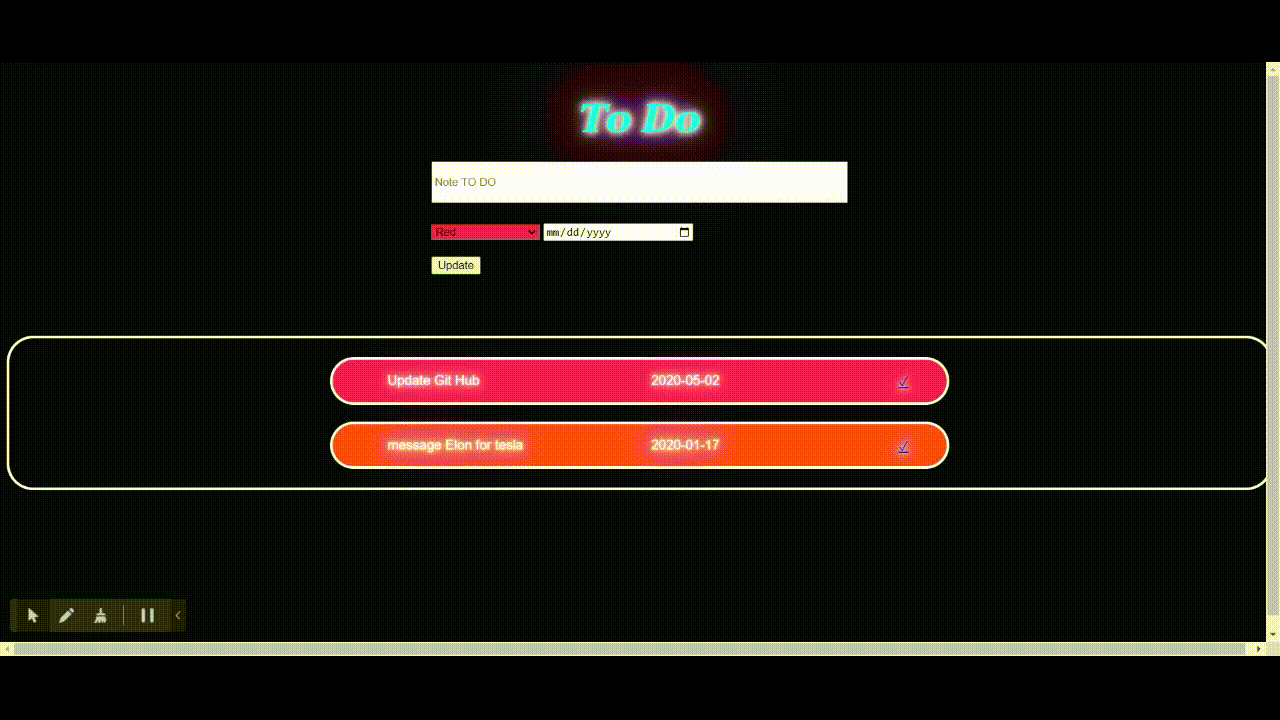 To Do
Note TO DO
Red mm/dd/yyyy
Update
Update Git Hub 2020-05-02 ✓
message Elon for tesla 2020-01-17 ✓